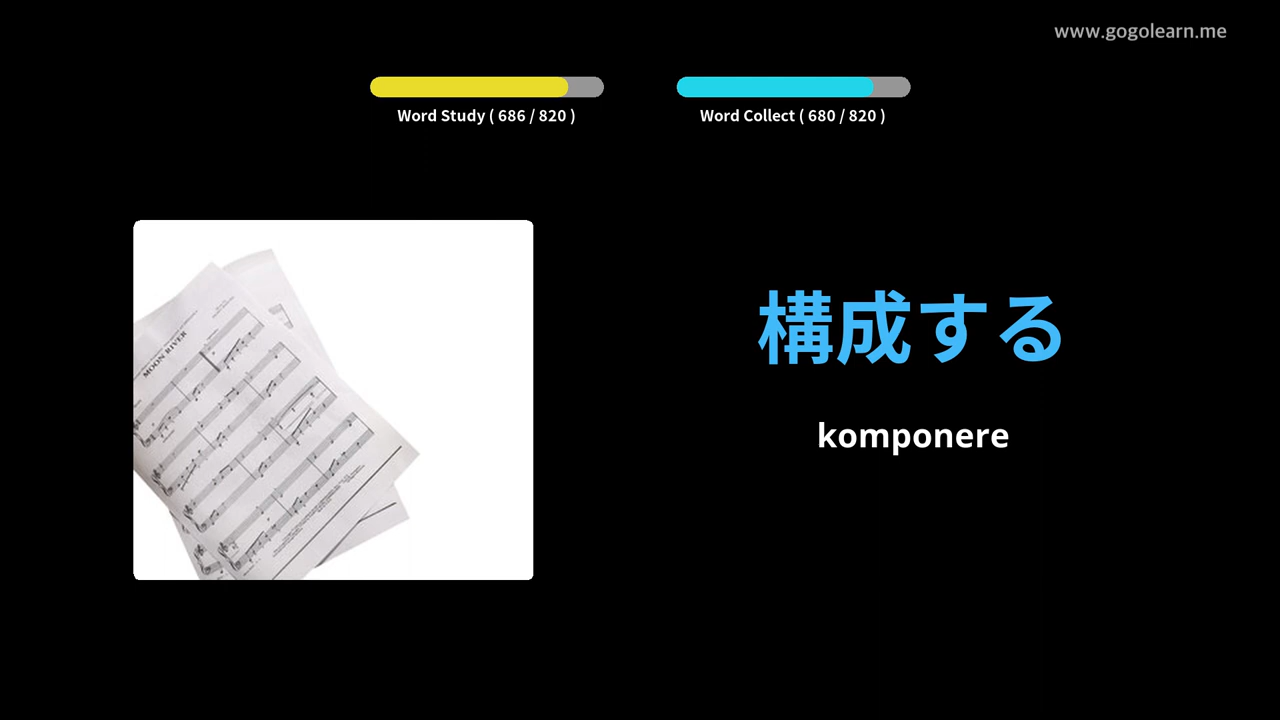 www.gogolearn.me
Word Study ( 686 / 820 )
Word Collect ( 680 / 820 )
MOON RIVER
構成する
komponere